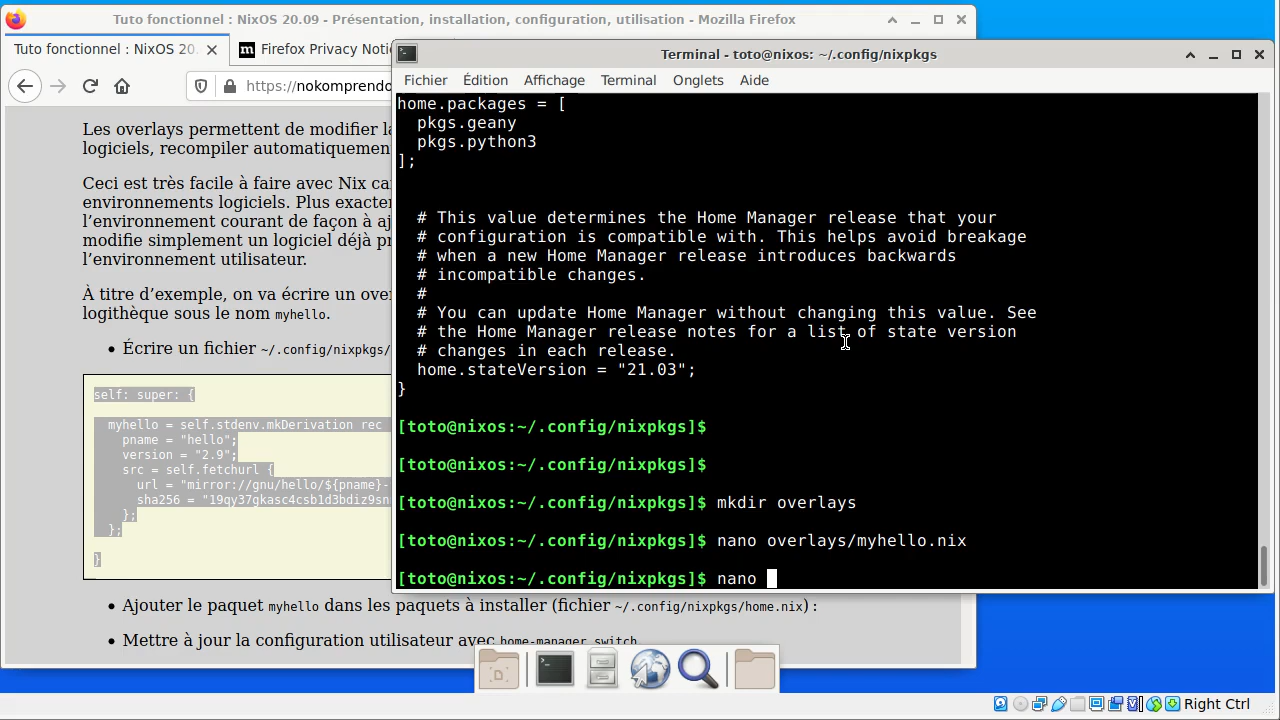 Tuto fonctionnel : NixOS 20.09 - Présentation, installation, configuration, utilisation - Mozilla Firefox
Tuto fonctionnel : NixOS 20.
Firefox Privacy Noti
https://nokomprendo
Les overlays permettent de modifier la
logiciels, recompiler automatiquemen
Ceci est très facile à faire avec Nix ca
environnements logiciels. Plus exacte
l'environnement courant de façon à aj
modifie simplement un logiciel déjà pr
l'environnement utilisateur.
À titre d'exemple, on va écrire un ove
logithèque sous le nom myhello.
• Écrire un fichier ~/.config/nixpkgs/
self: super: {
myhello = self.stdenv.mkDerivation rec
pname = "hello";
version = "2.9";
src = self.fetchurl {
url = "mirror://gnu/hello/${pname}-
sha256 = "19qy37gkasc4csb1d3bdiz9sn
};
};
}
• Ajouter le paquet myhello dans les paquets à installer (fichier ~/.config/nixpkgs/home.nix) :
• Mettre à jour la configuration utilisateur avec home-manager switch.
Terminal - toto@nixos: ~/.config/nixpkgs
Fichier Édition Affichage Terminal Onglets Aide
home.packages = [
pkgs.geany
pkgs.python3
];
# This value determines the Home Manager release that your
# configuration is compatible with. This helps avoid breakage
# when a new Home Manager release introduces backwards
# incompatible changes.
#
# You can update Home Manager without changing this value. See
# the Home Manager release notes for a list of state version
# changes in each release.
home.stateVersion = "21.03";
}
[toto@nixos:~/.config/nixpkgs]$
[toto@nixos:~/.config/nixpkgs]$
[toto@nixos:~/.config/nixpkgs]$ mkdir overlays
[toto@nixos:~/.config/nixpkgs]$ nano overlays/myhello.nix
[toto@nixos:~/.config/nixpkgs]$ nano
Right Ctrl